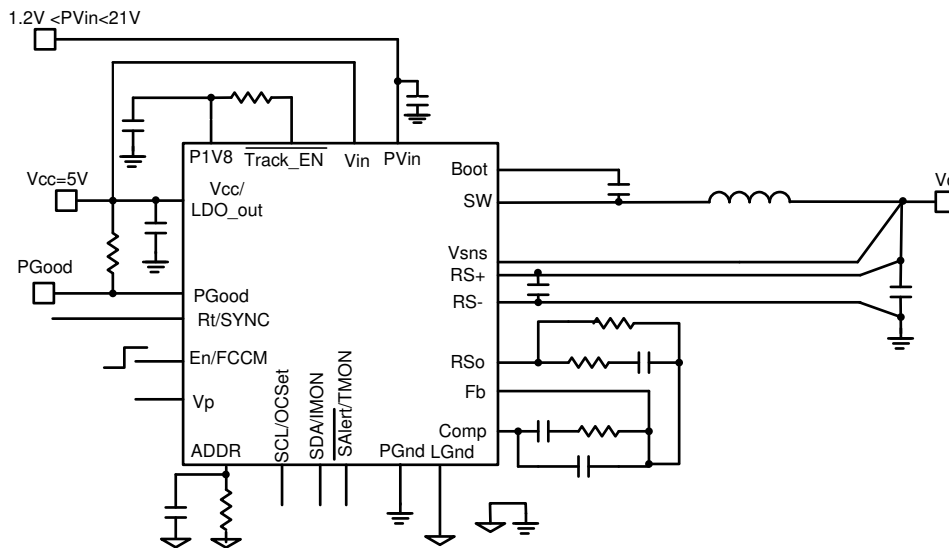 1.2V <PVin<21V
P1V8
Track_EN
Vin
PVin
Vcc=5V
Vcc/
LDO_out
Boot
SW
Vo
Vsns
RS+
RS-
PGood
PGood
Rt/SYNC
En/FCCM
Vp
ADDR
SCL/OCSet
SDA/IMON
SAlert/TMON
PGnd
LGnd
RSo
Fb
Comp